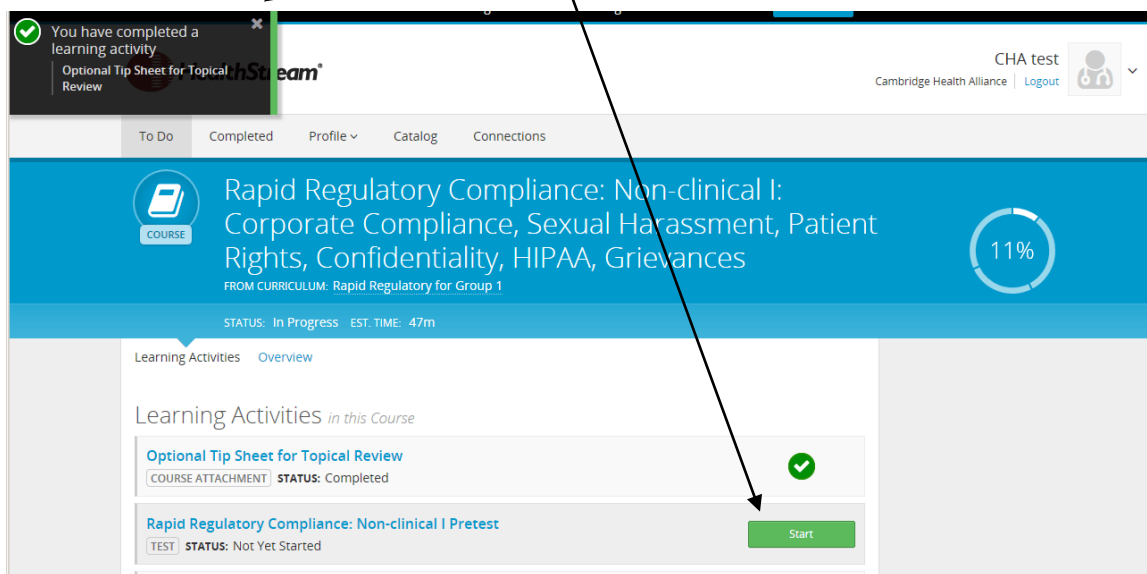 You have completed a
learning activity
Optional Tip Sheet for Topical
Review
HealthStream
CHA test
Cambridge Health Alliance | Logout
To Do Completed Profile Catalog Connections
COURSE
Rapid Regulatory Compliance: Non-clinical I:
Corporate Compliance, Sexual Harassment, Patient
Rights, Confidentiality, HIPAA, Grievances
FROM CURRICULUM: Rapid Regulatory for Group 1
11%
STATUS: In Progress EST. TIME: 47m
Learning Activities Overview
Learning Activities in this Course
Optional Tip Sheet for Topical Review
COURSE ATTACHMENT STATUS: Completed
Rapid Regulatory Compliance: Non-clinical I Pretest
TEST STATUS: Not Yet Started
Start